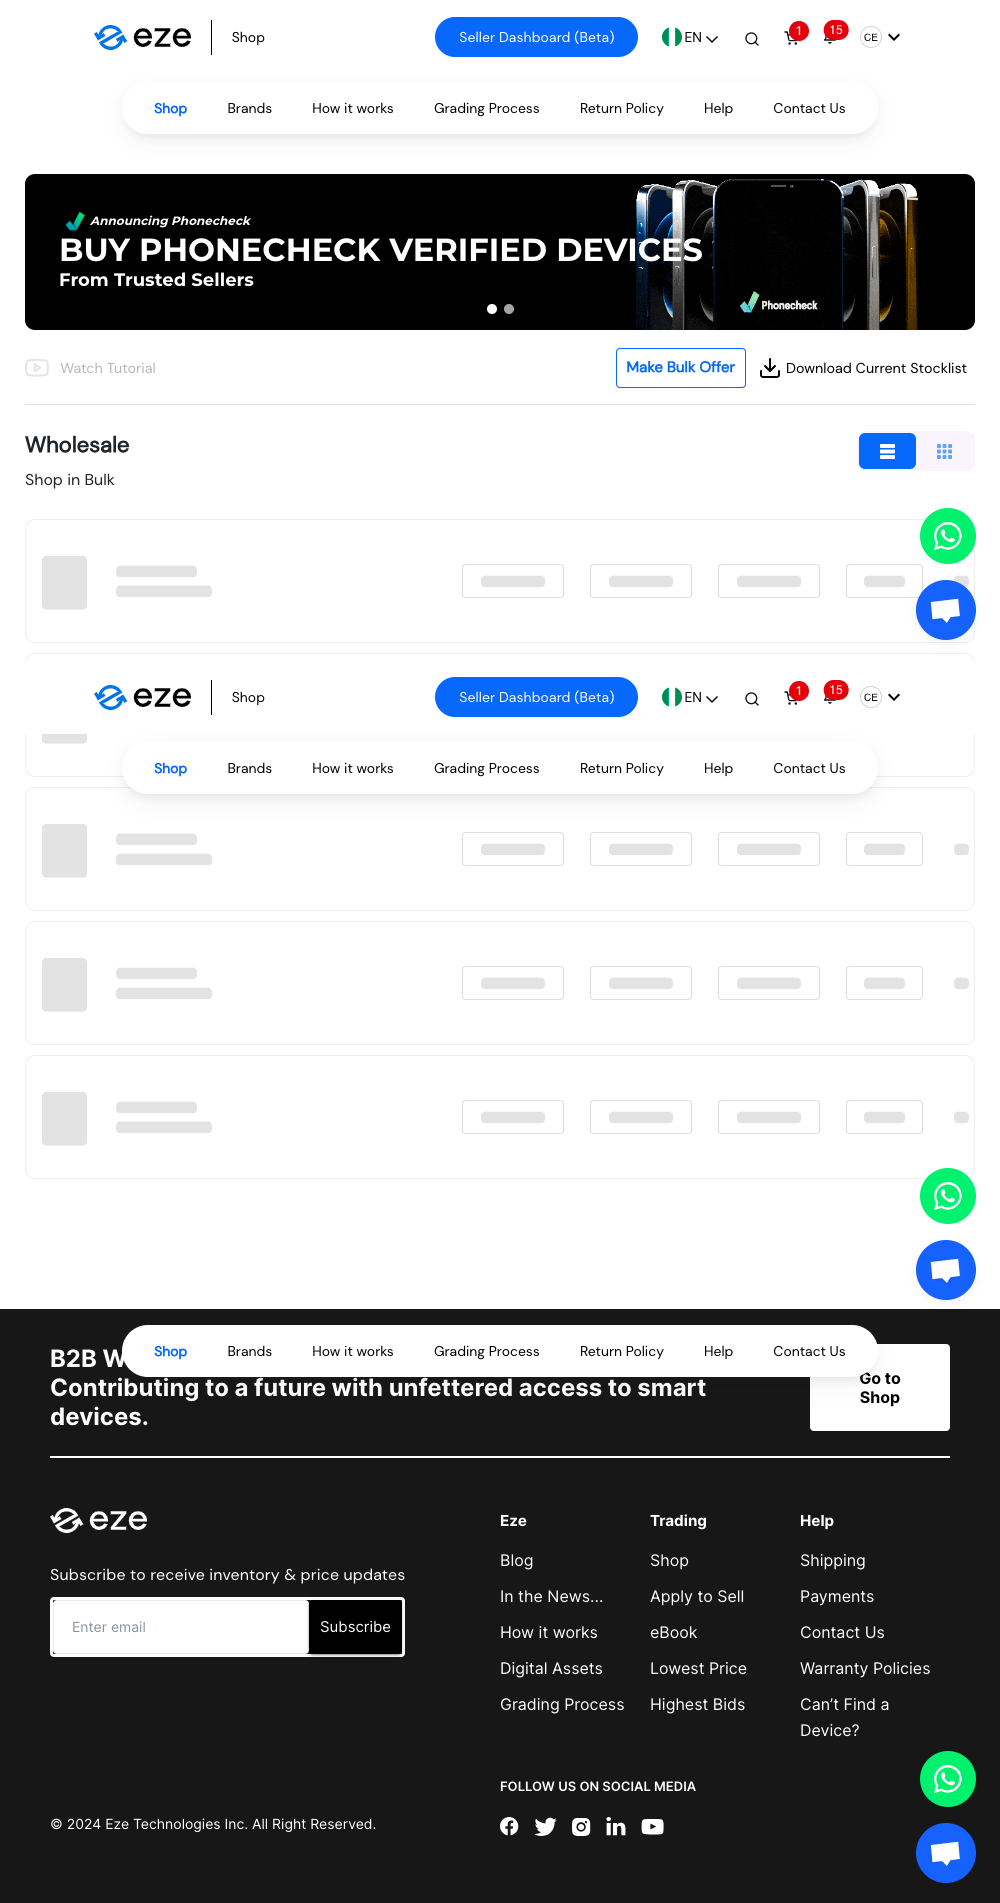 eze Shop Seller Dashboard (Beta) EN 1 15 CE
Shop Brands How it works Grading Process Return Policy Help Contact Us
Announcing Phonecheck
BUY PHONECHECK VERIFIED DEVICES
From Trusted Sellers
Phonecheck
Watch Tutorial Make Bulk Offer Download Current Stocklist
Wholesale
Shop in Bulk
eze Shop Seller Dashboard (Beta) EN 1 15 CE
Shop Brands How it works Grading Process Return Policy Help Contact Us
Shop Brands How it works Grading Process Return Policy Help Contact Us
B2B
Contributing to a future with unfettered access to smart
devices.
Go to
Shop
eze
Subscribe to receive inventory & price updates
Enter email Subscribe
Eze
Blog
In the News...
How it works
Digital Assets
Grading Process
Trading
Shop
Apply to Sell
eBook
Lowest Price
Highest Bids
Help
Shipping
Payments
Contact Us
Warranty Policies
Can’t Find a
Device?
FOLLOW US ON SOCIAL MEDIA
© 2024 Eze Technologies Inc. All Right Reserved.